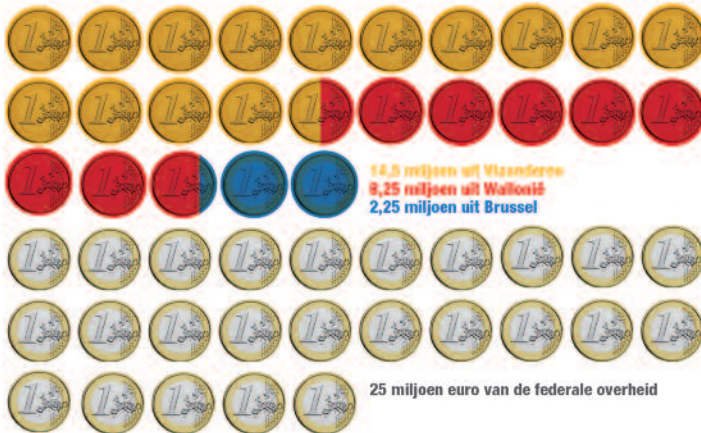 14,5 miljoen uit Vlaanderen
8,25 miljoen uit Wallonië
2,25 miljoen uit Brussel
25 miljoen euro van de federale overheid